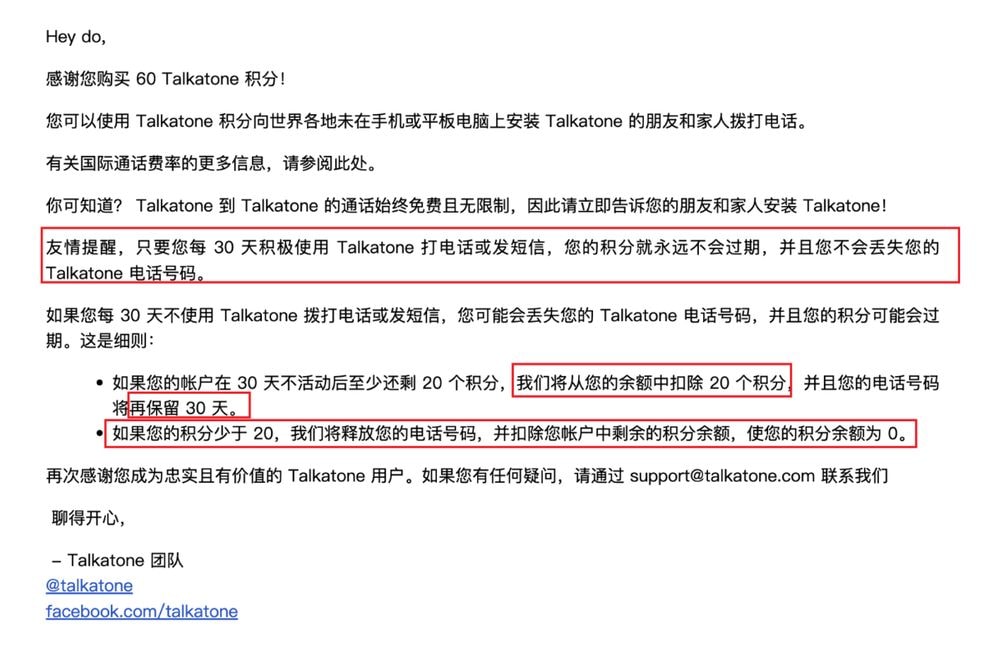 Hey do,
感谢您购买 60 Talkatone 积分！
您可以使用 Talkatone 积分向世界各地未在手机或平板电脑上安装 Talkatone 的朋友和家人拨打电话。
有关国际通话费率的更多信息，请参阅此处。
你可知道？ Talkatone 到 Talkatone 的通话始终免费且无限制，因此请立即告诉您的朋友和家人安装 Talkatone！
友情提醒，只要您每 30 天积极使用 Talkatone 打电话或发短信，您的积分就永远不会过期，并且您不会丢失您的
Talkatone 电话号码。
如果您每 30 天不使用 Talkatone 拨打电话或发短信，您可能会丢失您的 Talkatone 电话号码，并且您的积分可能会过
期。这是细则：
• 如果您的帐户在 30 天不活动后至少还剩 20 个积分，我们将从您的余额中扣除 20 个积分，并且您的电话号码
将再保留 30 天。
• 如果您的积分少于 20，我们将释放您的电话号码，并扣除您帐户中剩余的积分余额，使您的积分余额为 0。
再次感谢您成为忠实且有价值的 Talkatone 用户。如果您有任何疑问，请通过 support@talkatone.com 联系我们
聊得开心，
– Talkatone 团队
@talkatone
facebook.com/talkatone